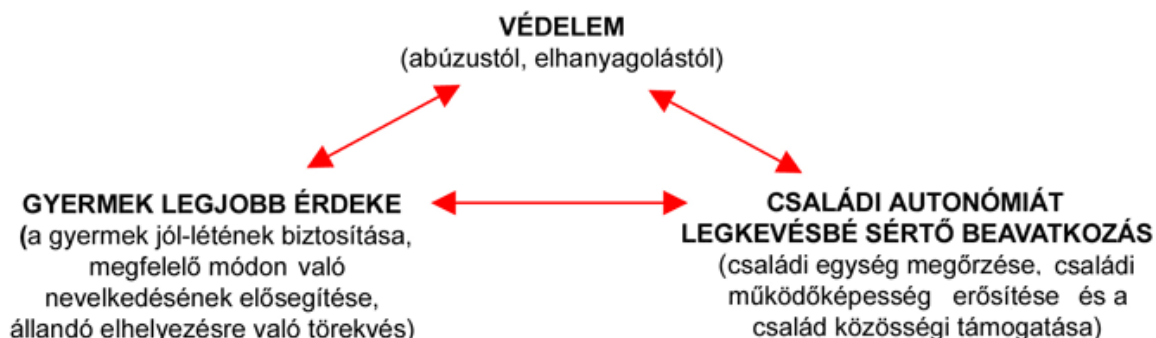 VÉDELEM
(abúzustól, elhanyagolástól)
GYERMEK LEGJOBB ÉRDEKE
(a gyermek jól-létének biztosítása,
megfelelő módon való
nevelkedésének elősegítése,
állandó elhelyezésre való törekvés)
CSALÁDI AUTONÓMIÁT
LEGKEVÉSBÉ SÉRTŐ BEAVATKOZÁS
(családi egység megőrzése, családi
működőképesség erősítése és a
család közösségi támogatása)